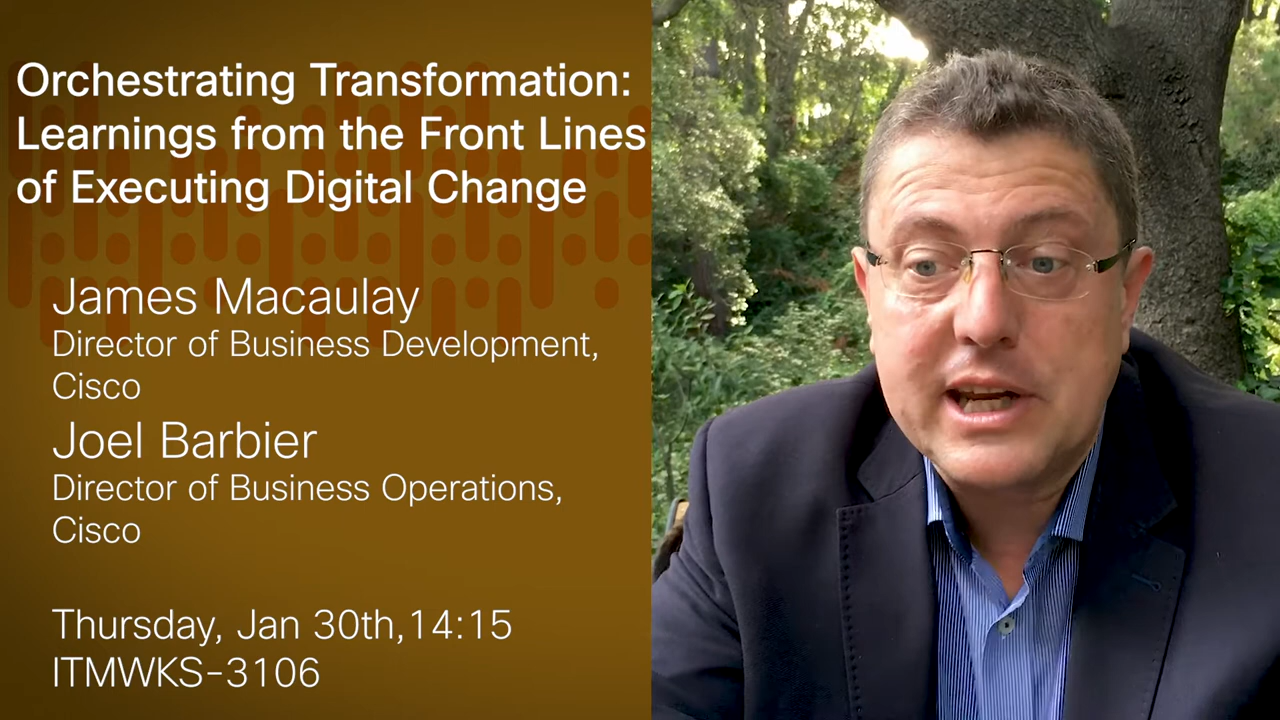 Orchestrating Transformation:
Learnings from the Front Lines
of Executing Digital Change
James Macaulay
Director of Business Development,
Cisco
Joel Barbier
Director of Business Operations,
Cisco
Thursday, Jan 30th,14:15
ITMWKS-3106